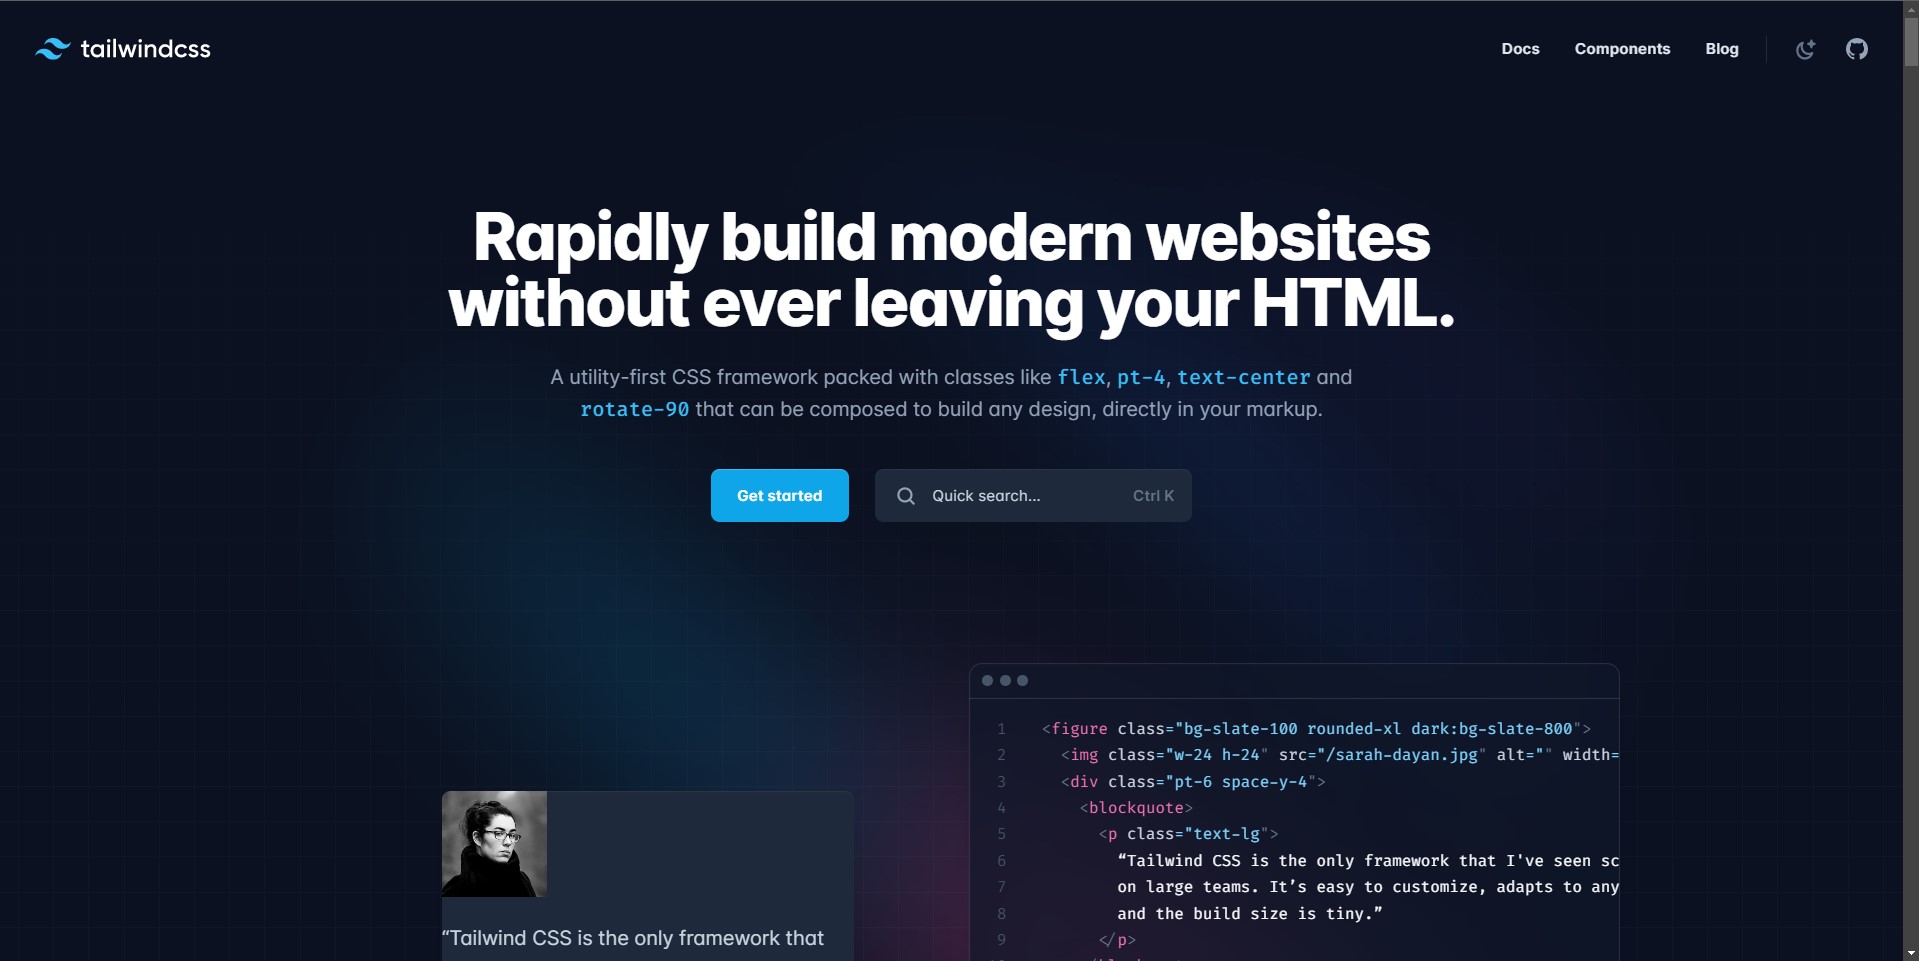 tailwindcss
Docs
Components
Blog
Rapidly build modern websites
without ever leaving your HTML.
A utility-first CSS framework packed with classes like flex, pt-4, text-center and
rotate-90 that can be composed to build any design, directly in your markup.
Get started
Quick search...
Ctrl K
1 <figure class="bg-slate-100 rounded-xl dark:bg-slate-800">
2 <img class="w-24 h-24" src="/sarah-dayan.jpg" alt="" width=
3 <div class="pt-6 space-y-4">
4 <blockquote>
5 <p class="text-lg">
6 “Tailwind CSS is the only framework that I've seen sc
7 on large teams. It’s easy to customize, adapts to any
8 and the build size is tiny.”
9 </p>
“Tailwind CSS is the only framework that